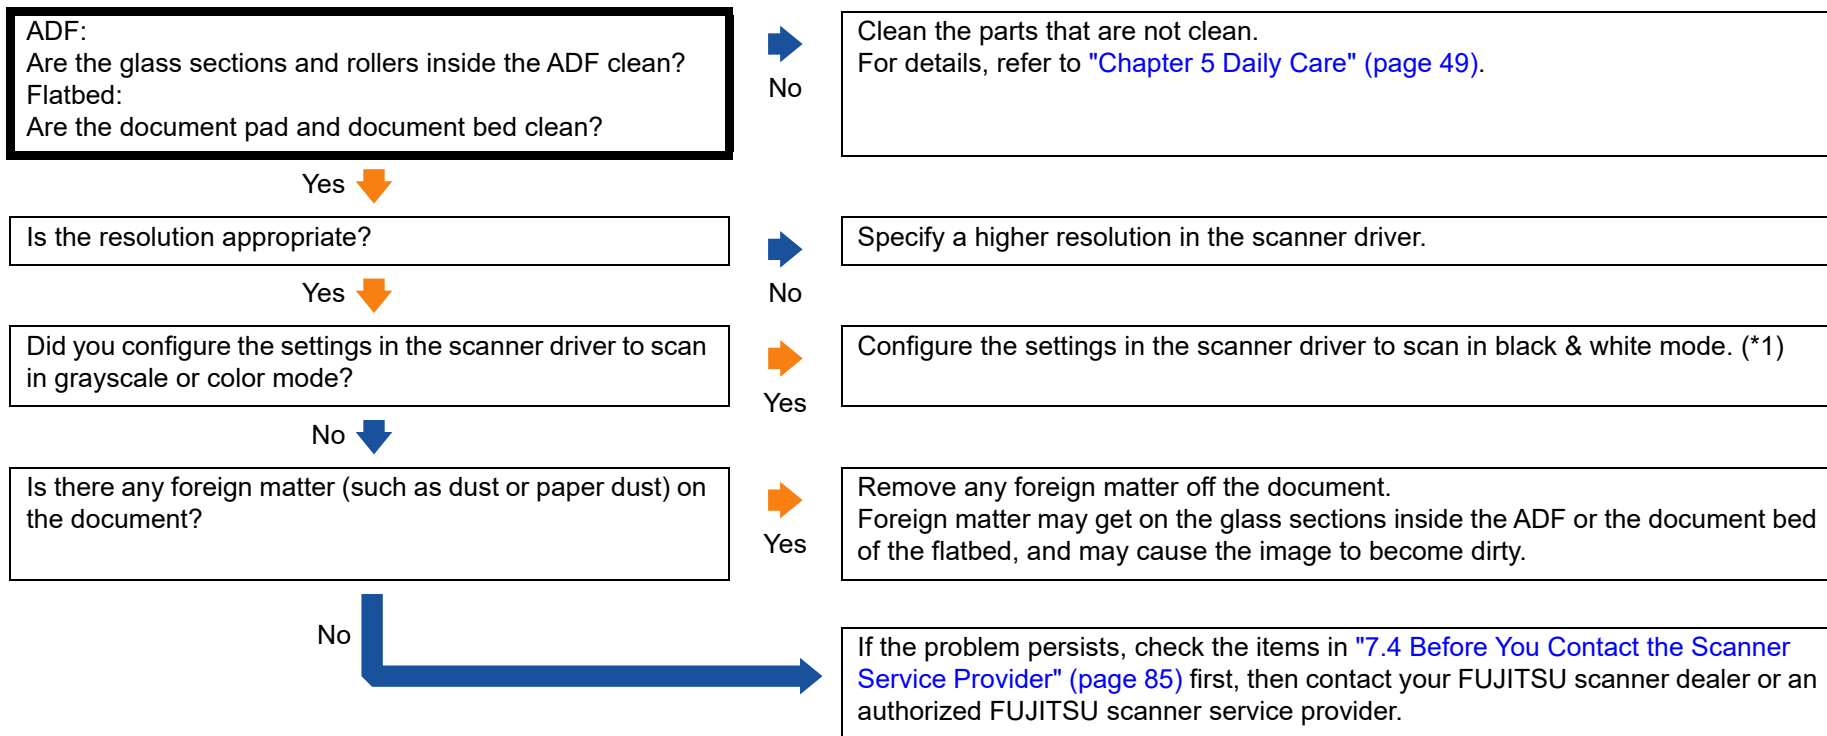 ADF:
Are the glass sections and rollers inside the ADF clean?
Flatbed:
Are the document pad and document bed clean?
No
Clean the parts that are not clean.
For details, refer to "Chapter 5 Daily Care" (page 49).
Yes
Is the resolution appropriate?
No
Specify a higher resolution in the scanner driver.
Yes
Did you configure the settings in the scanner driver to scan
in grayscale or color mode?
Yes
Configure the settings in the scanner driver to scan in black & white mode. (*1)
No
Is there any foreign matter (such as dust or paper dust) on
the document?
Yes
Remove any foreign matter off the document.
Foreign matter may get on the glass sections inside the ADF or the document bed
of the flatbed, and may cause the image to become dirty.
No
If the problem persists, check the items in "7.4 Before You Contact the Scanner
Service Provider" (page 85) first, then contact your FUJITSU scanner dealer or an
authorized FUJITSU scanner service provider.